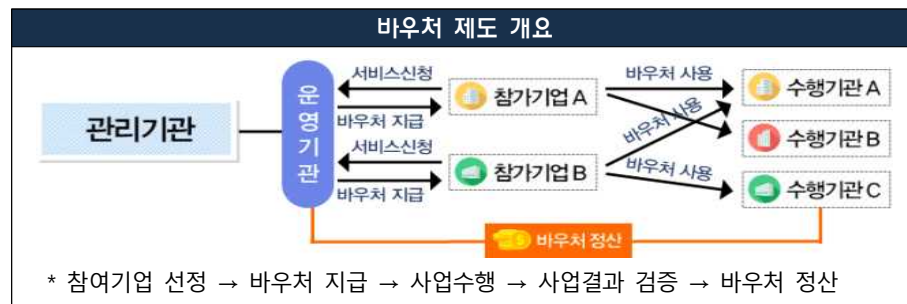 바우처 제도 개요
관리기관
운영기관
서비스신청
바우처 지급
서비스신청
바우처 지급
참가기업 A
참가기업 B
바우처 사용
바우처 사용
바우처 사용
수행기관 A
수행기관 B
수행기관 C
바우처 정산
* 참여기업 선정 → 바우처 지급 → 사업수행 → 사업결과 검증 → 바우처 정산